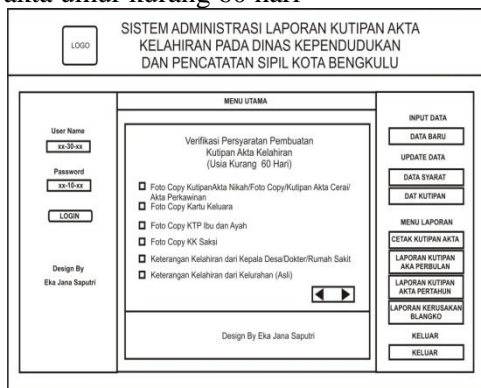 akta umur kurang 60 hari
LOGO
SISTEM ADMINISTRASI LAPORAN KUTIPAN AKTA
KELAHIRAN PADA DINAS KEPENDUDUKAN
DAN PENCATATAN SIPIL KOTA BENGKULU
User Name
xx-30-xx
Password
xx-10-xx
LOGIN
Design By
Eka Jana Saputri
MENU UTAMA
Verifikasi Persyaratan Pembuatan
Kutipan Akta Kelahiran
(Usia Kurang 60 Hari)
Foto Copy KutipanAkta Nikah/Foto Copy/Kutipan Akta Cerai/
Akta Perkawinan
Foto Copy Kartu Keluara
Foto Copy KTP Ibu dan Ayah
Foto Copy KK Saksi
Keterangan Kelahiran dari Kepala Desa/Dokter/Rumah Sakit
Keterangan Kelahiran dari Kelurahan (Asli)
Design By Eka Jana Saputri
INPUT DATA
DATA BARU
UPDATE DATA
DATA SYARAT
DAT KUTIPAN
MENU LAPORAN
CETAK KUTIPAN AKTA
LAPORAN KUTIPAN
AKA PERBULAN
LAPORAN KUTIPAN
AKTA PERTAHUN
LAPORAN KERUSAKAN
BLANGKO
KELUAR
KELUAR